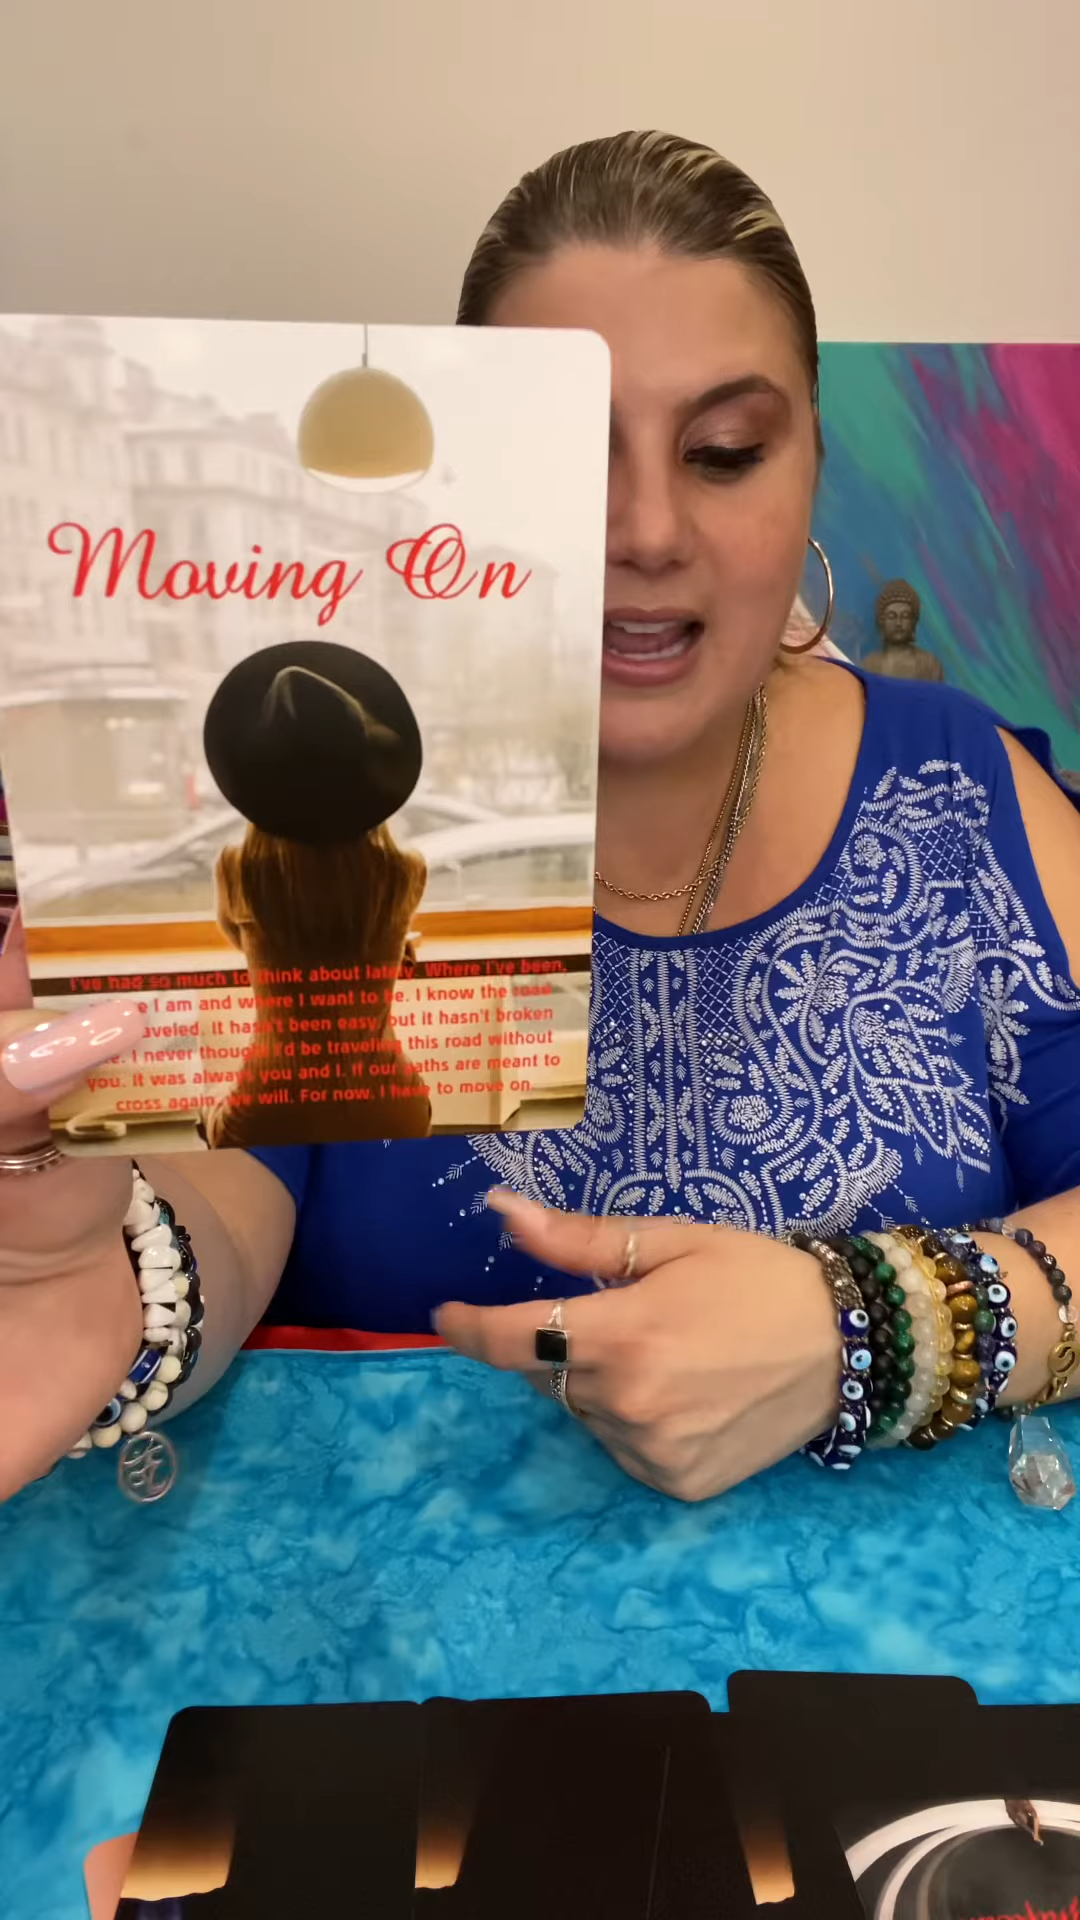 Moving On
I've had so much to think about lately. Where I've been,
I am and where I want to be. I know the road
It hasn't been easy, but it hasn't broken
I never thought I'd be traveling this road without
you. It was always you and I. If our paths are meant to
cross again, we will. For now, I have to move on.